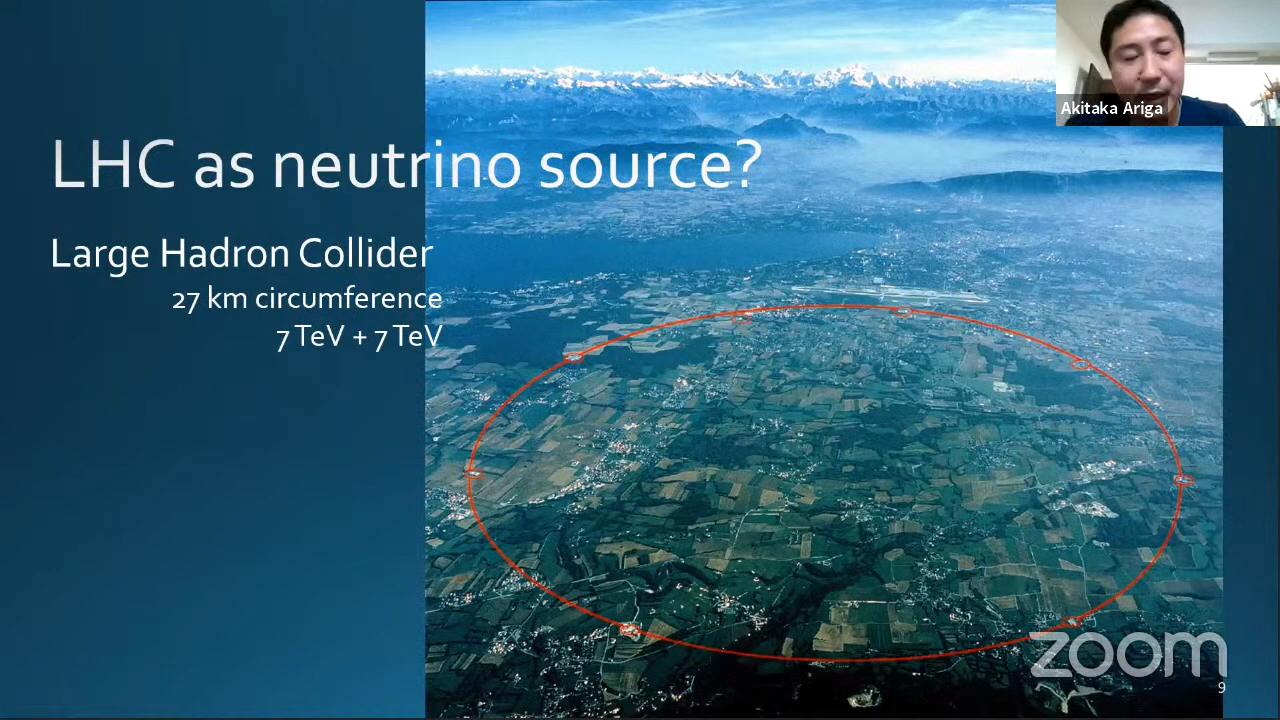 Akitaka Ariga
LHC as neutrino source?
Large Hadron Collider
27 km circumference
7 TeV + 7 TeV
zoom
9